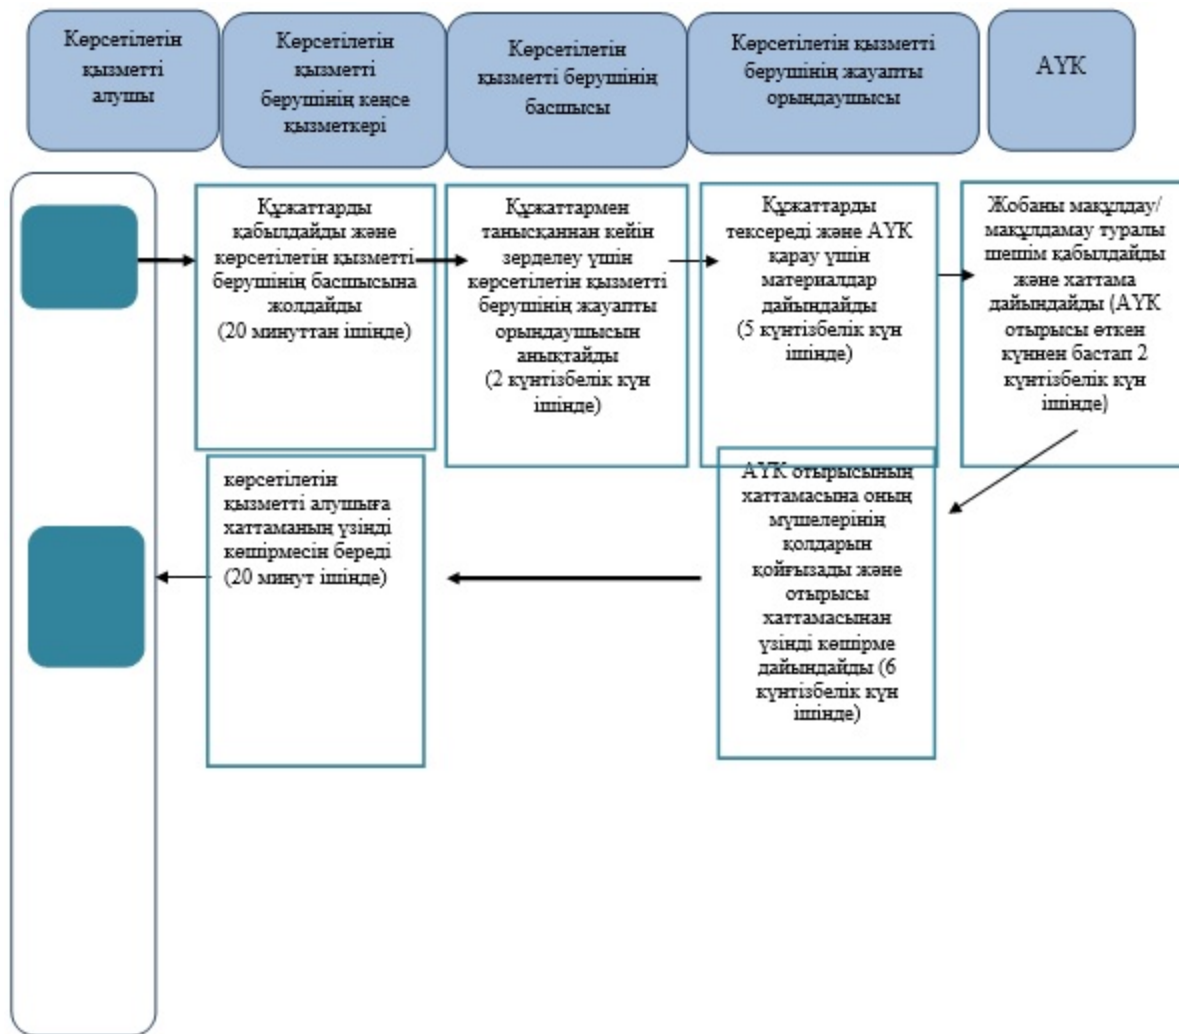 Көрсетілетін
қызметті
алушы
Көрсетілетін
қызметті
берушінің кеңсе
қызметкері
Көрсетілетін
қызметті берушінің
басшысы
Көрсетілетін қызметті
берушінің жауапты
орындаушысы
АҮК
Құжаттарды
қабылдайды және
көрсетілетін қызметті
берушінің басшысына
жолдайды
(20 минуттан ішінде)
Құжаттармен
танысқаннан кейін
зерделеу үшін
көрсетілетін қызметті
берушінің жауапты
орындаушысын
анықтайды
(2 күнтізбелік күн
ішінде)
Құжаттарды
тексереді және АҮК
қарау үшін
материалдар
дайындайды
(5 күнтізбелік күн
ішінде)
Жобаны мақұлдау/
мақұлдамау туралы
шешім қабылдайды
және хаттама
дайындайды (АҮК
отырысы өткен
күннен бастап 2
күнтізбелік күн
ішінде)
көрсетілетін
қызметті алушыға
хаттаманың үзінді
көшірмесін береді
(20 минут ішінде)
АҮК отырысының
хаттамасына оның
мүшелерінің
қолдарын
қойғызады және
отырысы
хаттамасынан
үзінді көшірме
дайындайды (6
күнтізбелік күн
ішінде)